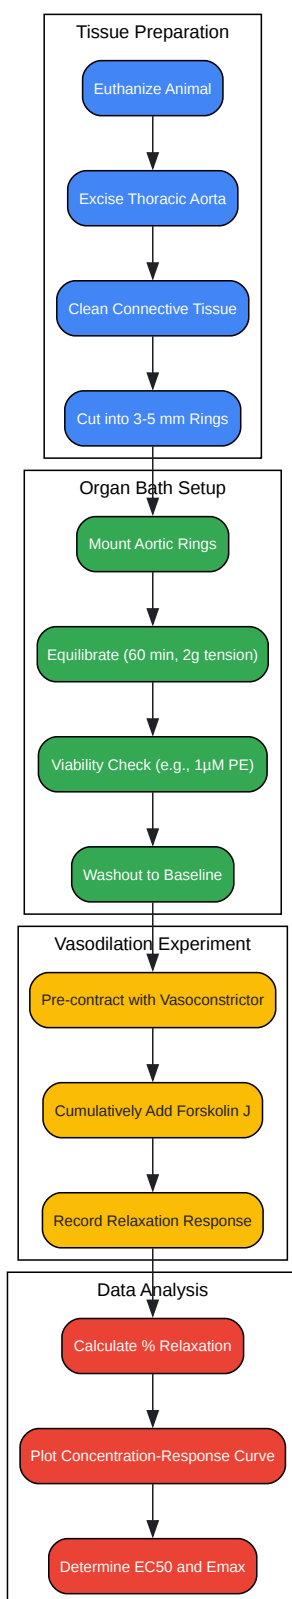 Tissue Preparation
Euthanize Animal
Excise Thoracic Aorta
Clean Connective Tissue
Cut into 3-5 mm Rings
Organ Bath Setup
Mount Aortic Rings
Equilibrate (60 min, 2g tension)
Viability Check (e.g., 1µM PE)
Washout to Baseline
Vasodilation Experiment
Pre-contract with Vasoconstrictor
Cumulatively Add Forskolin J
Record Relaxation Response
Data Analysis
Calculate % Relaxation
Plot Concentration-Response Curve
Determine EC50 and Emax